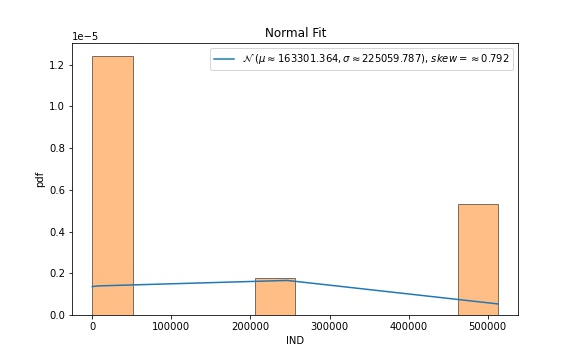 Normal Fit
1e−5
𝒩 (μ ≈ 163301.364, σ ≈ 225059.787), skew = ≈ 0.792
1.2
1.0
0.8
pdf
0.6
0.4
0.2
0.0
0 100000 200000 300000 400000 500000
IND